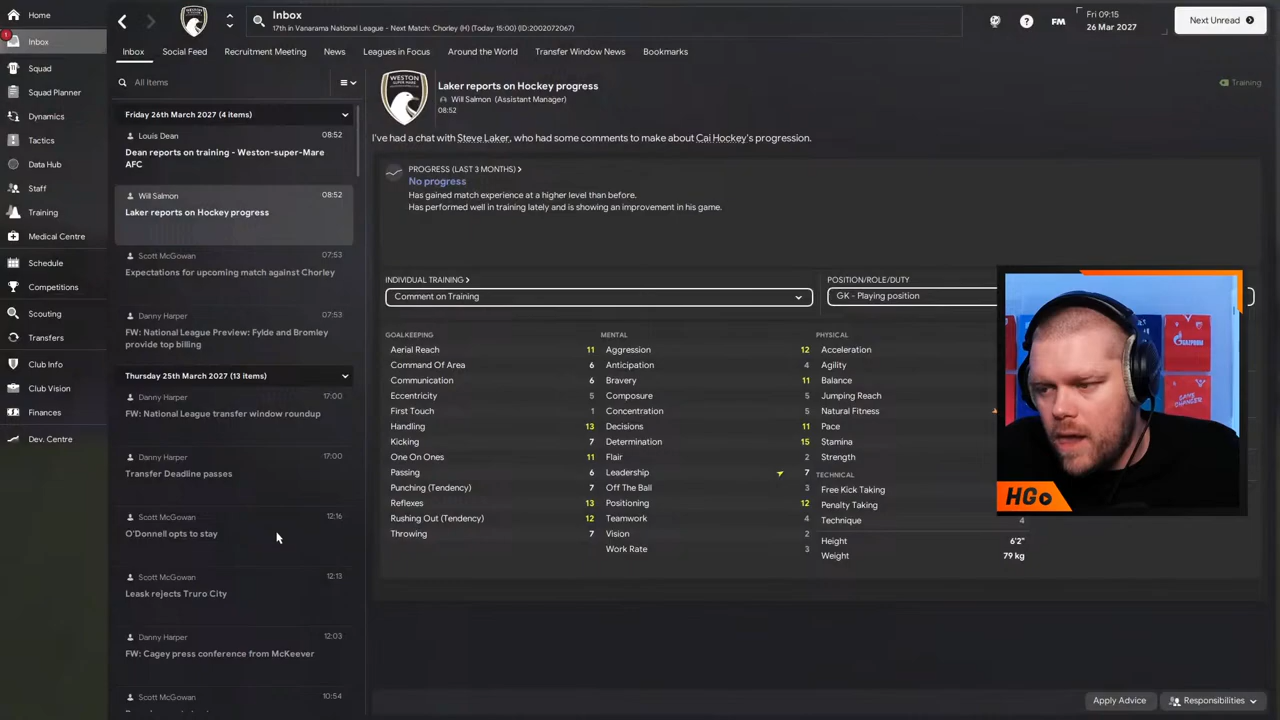 Home
Inbox
1
Squad
Squad Planner
Dynamics
Tactics
Data Hub
Staff
Training
Medical Centre
Schedule
Competitions
Scouting
Transfers
Club Info
Club Vision
Finances
Dev. Centre
Inbox
17th in Vanarama National League - Next Match: Chorley (H) (Today 15:00) (ID:2002072067)
FM
Fri 09:15
26 Mar 2027
Next Unread
Inbox
Social Feed
Recruitment Meeting
News
Leagues in Focus
Around the World
Transfer Window News
Bookmarks
All Items
Friday 26th March 2027 (4 items)
Louis Dean 08:52
Dean reports on training - Weston-super-Mare
AFC
Will Salmon 08:52
Laker reports on Hockey progress
Scott McGowan 07:53
Expectations for upcoming match against Chorley
Danny Harper 07:53
FW: National League Preview: Fylde and Bromley
provide top billing
Thursday 25th March 2027 (13 items)
Danny Harper 17:00
FW: National League transfer window roundup
Danny Harper 17:00
Transfer Deadline passes
Scott McGowan 12:16
O'Donnell opts to stay
Scott McGowan 12:13
Leask rejects Truro City
Danny Harper 12:03
FW: Cagey press conference from McKeever
Scott McGowan 10:54
WESTON
SUPER MARE
Laker reports on Hockey progress
Will Salmon (Assistant Manager)
08:52
Training
I've had a chat with Steve Laker, who had some comments to make about Cai Hockey's progression.
PROGRESS (LAST 3 MONTHS)
No progress
Has gained match experience at a higher level than before.
Has performed well in training lately and is showing an improvement in his game.
INDIVIDUAL TRAINING
Comment on Training
POSITION/ROLE/DUTY
GK - Playing position
GOALKEEPING
Aerial Reach 11
Command Of Area 6
Communication 6
Eccentricity 5
First Touch 1
Handling 13
Kicking 7
One On Ones 11
Passing 6
Punching (Tendency) 7
Reflexes 13
Rushing Out (Tendency) 12
Throwing 7
MENTAL
Aggression 12
Anticipation 4
Bravery 11
Composure 5
Concentration 5
Decisions 11
Determination 15
Flair 2
Leadership 7
Off The Ball 3
Positioning 12
Teamwork 4
Vision 2
Work Rate 3
PHYSICAL
Acceleration
Agility
Balance
Jumping Reach
Natural Fitness
Pace
Stamina
Strength
TECHNICAL
Free Kick Taking
Penalty Taking
Technique 4
Height 6'2"
Weight 79 kg
GAZPROM
GAME
CHANGER
HGo
Apply Advice
Responsibilities